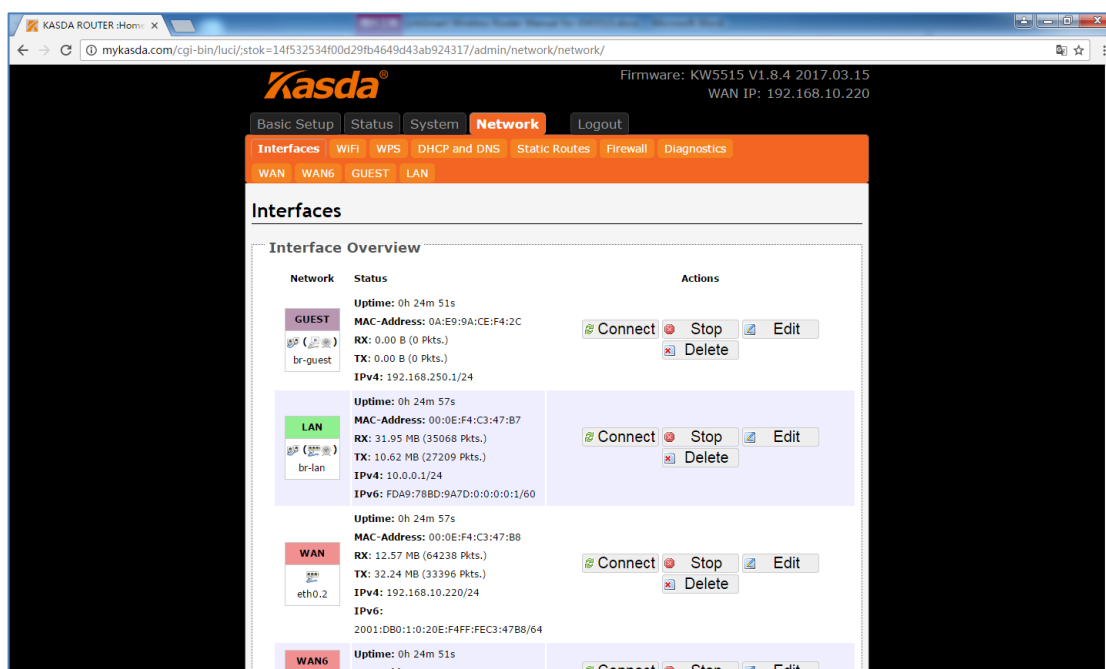 KASDA ROUTER :Home
mykasda.com/cgi-bin/luci/;stok=14f532534f00d29fb4649d43ab924317/admin/network/network/
Kasda®
Firmware: KW5515 V1.8.4 2017.03.15
WAN IP: 192.168.10.220
Basic Setup Status System Network Logout
Interfaces WiFi WPS DHCP and DNS Static Routes Firewall Diagnostics
WAN WAN6 GUEST LAN
Interfaces
Interface Overview
Network Status Actions
GUEST
br-guest
Uptime: 0h 24m 51s
MAC-Address: 0A:E9:9A:CE:F4:2C
RX: 0.00 B (0 Pkts.)
TX: 0.00 B (0 Pkts.)
IPv4: 192.168.250.1/24
Connect Stop Edit
Delete
LAN
br-lan
Uptime: 0h 24m 57s
MAC-Address: 00:0E:F4:C3:47:B7
RX: 31.95 MB (35068 Pkts.)
TX: 10.62 MB (27209 Pkts.)
IPv4: 10.0.0.1/24
IPv6: FDA9:78BD:9A7D:0:0:0:0:1/60
Connect Stop Edit
Delete
WAN
eth0.2
Uptime: 0h 24m 57s
MAC-Address: 00:0E:F4:C3:47:B8
RX: 12.57 MB (64238 Pkts.)
TX: 32.24 MB (33396 Pkts.)
IPv4: 192.168.10.220/24
IPv6:
2001:DB0:1:0:20E:F4FF:FEC3:47B8/64
Connect Stop Edit
Delete
WAN6
Uptime: 0h 24m 51s
Connect Stop Edit